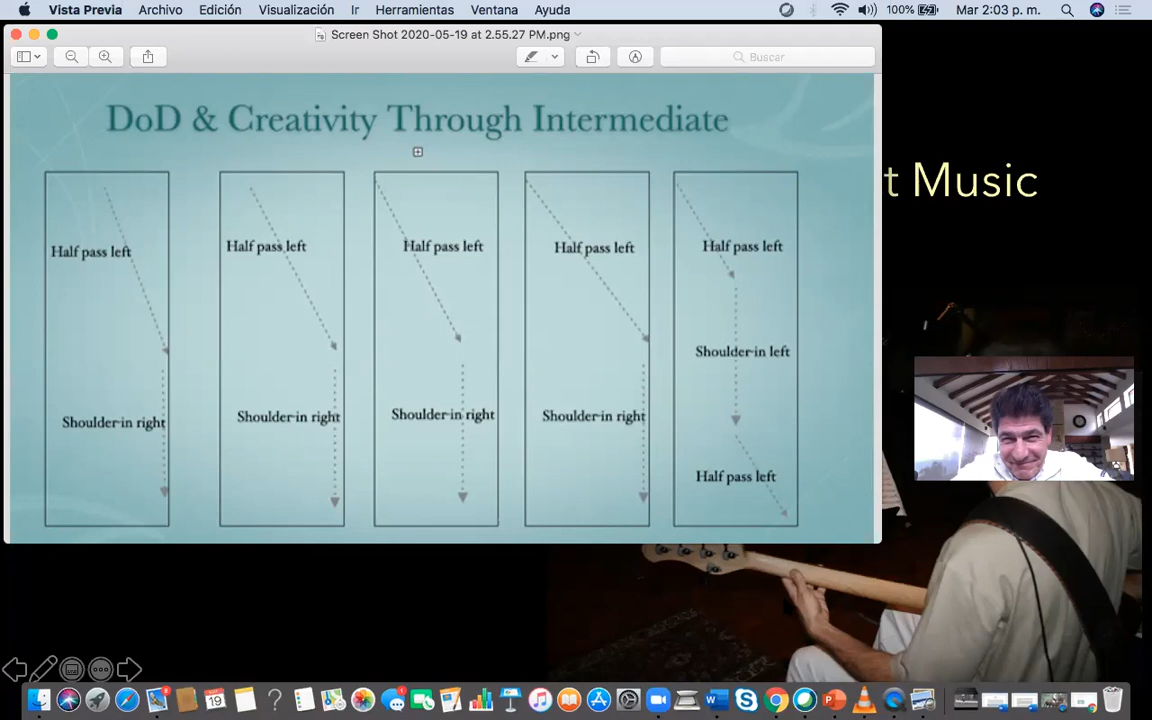 Vista Previa Archivo Edición Visualización Ir Herramientas Ventana Ayuda 100% Mar 2:03 p. m.
Screen Shot 2020-05-19 at 2.55.27 PM.png
Buscar
DoD & Creativity Through Intermediate
t Music
Half pass left
Shoulder-in right
Half pass left
Shoulder-in right
Half pass left
Shoulder-in right
Half pass left
Shoulder-in right
Half pass left
Shoulder-in left
Half pass left
19